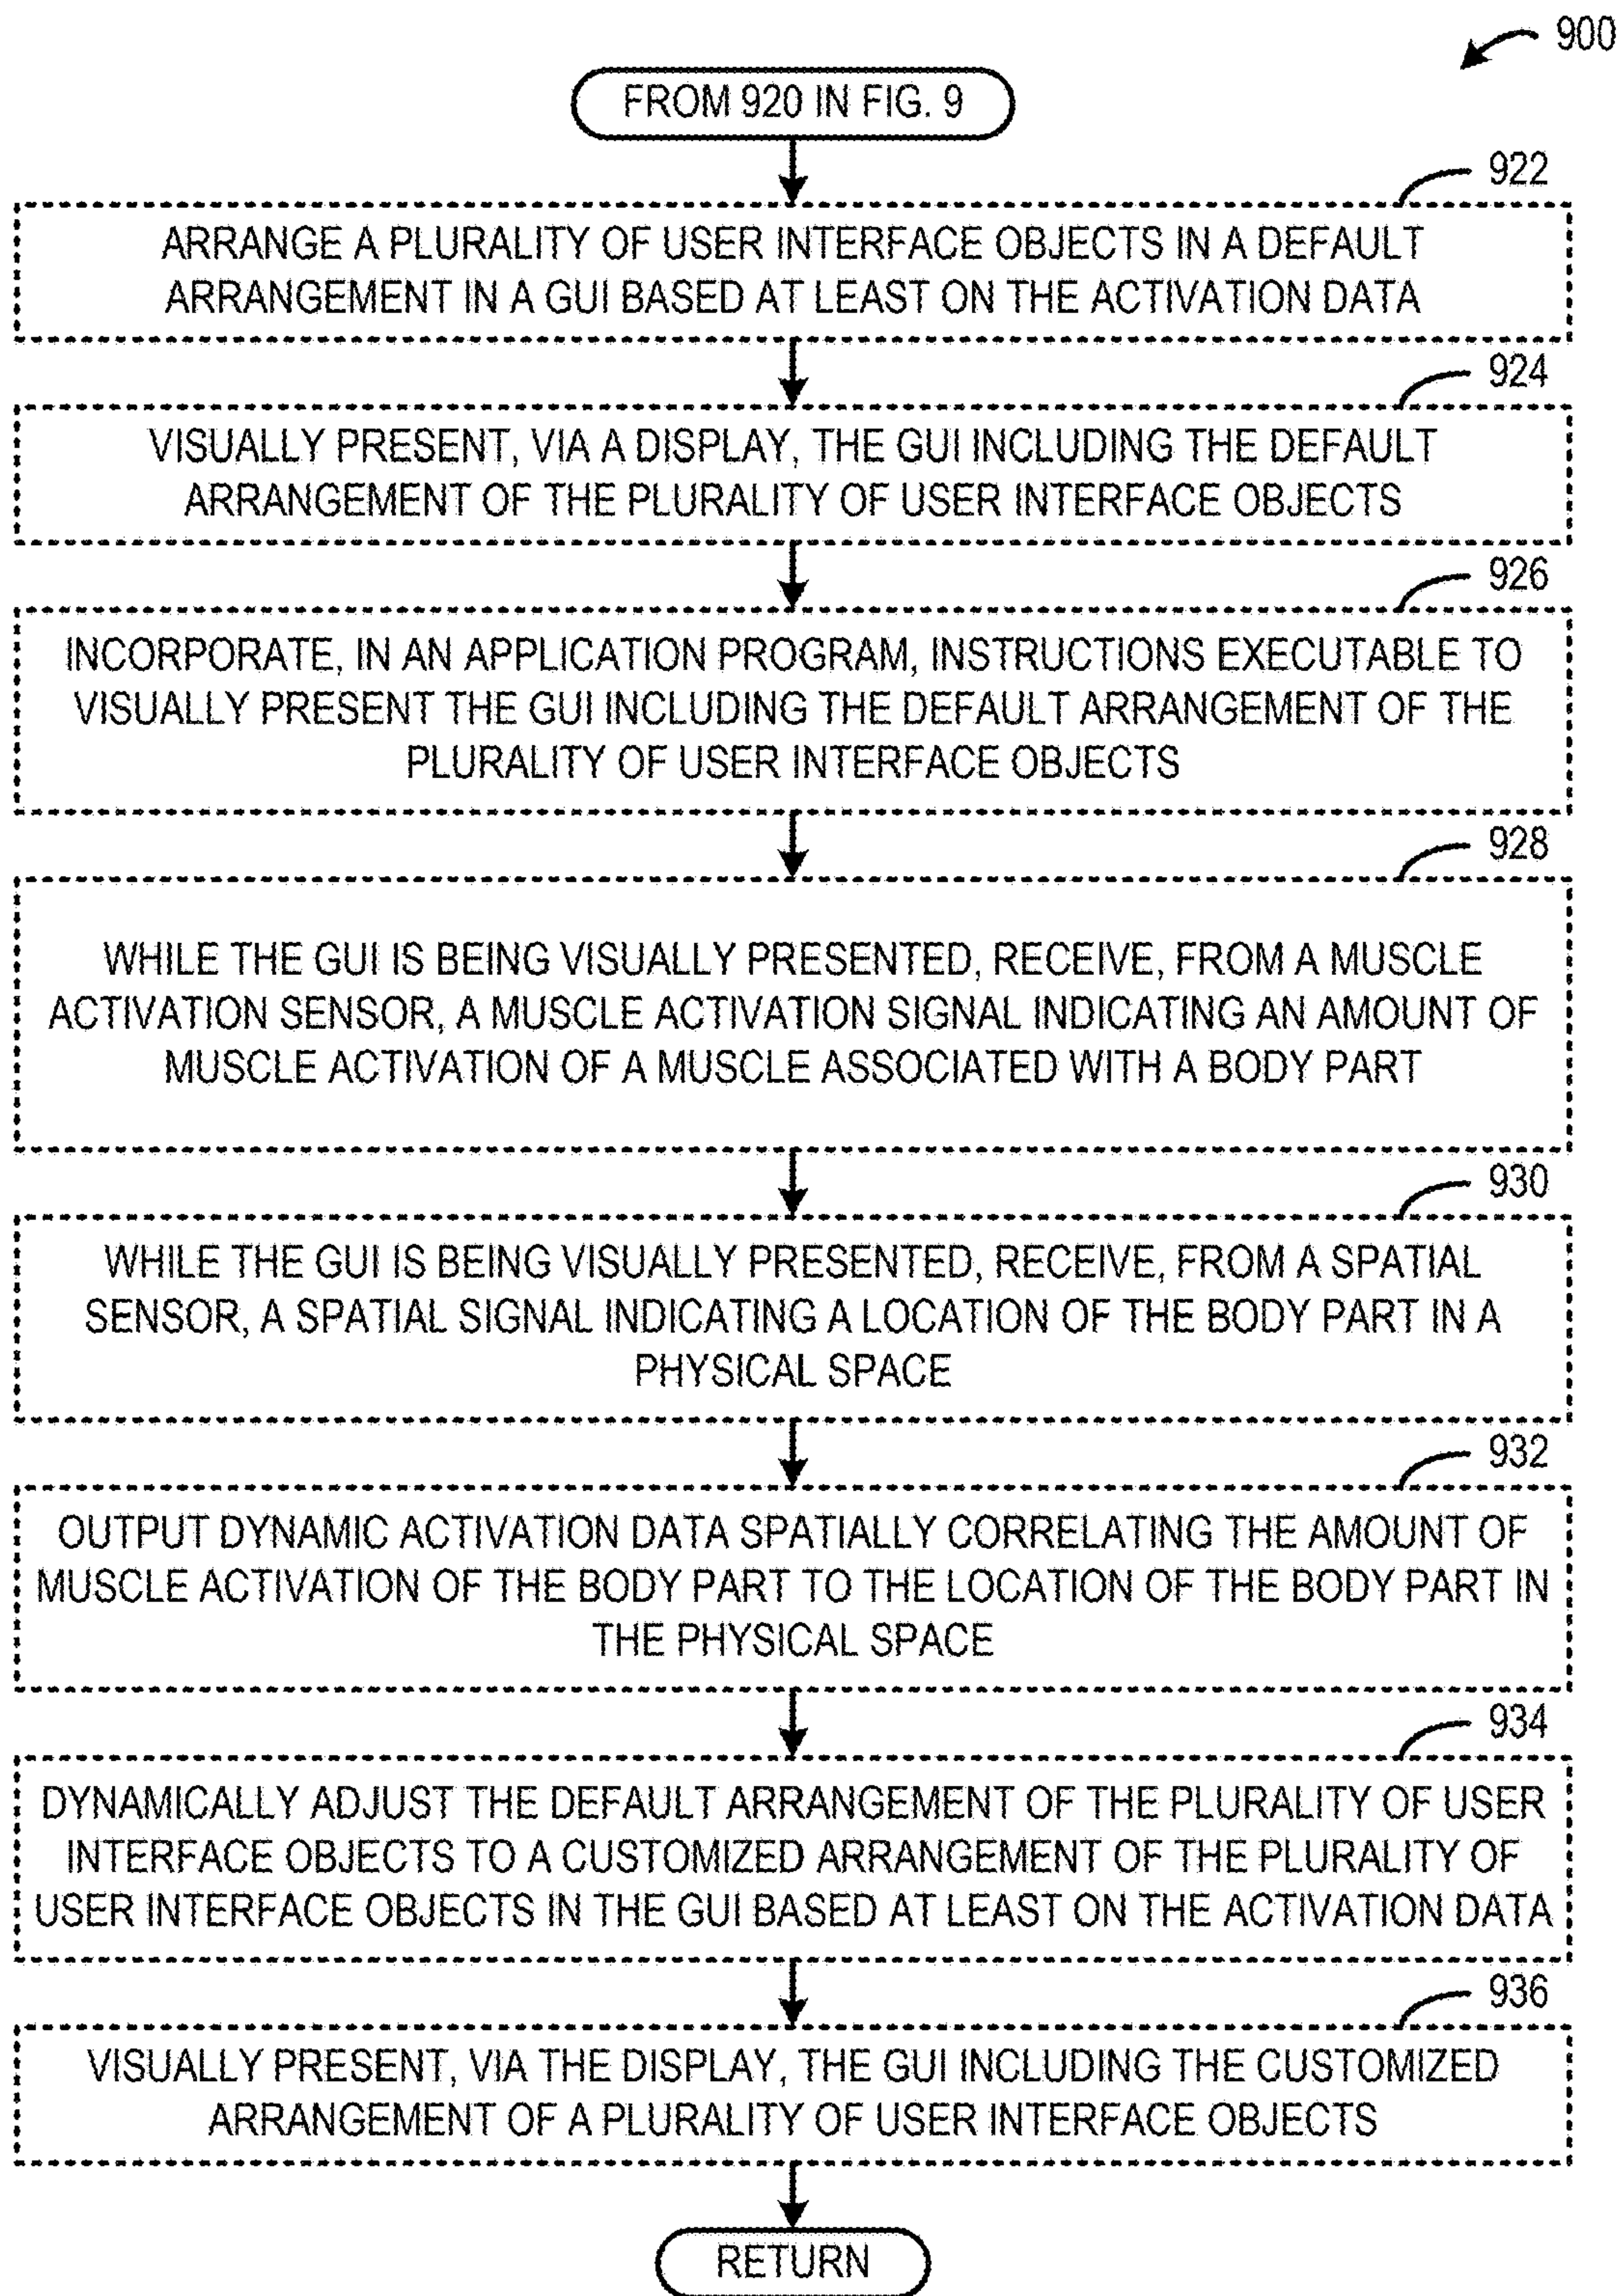 900
FROM 920 IN FIG. 9
922
ARRANGE A PLURALITY OF USER INTERFACE OBJECTS IN A DEFAULT
ARRANGEMENT IN A GUI BASED AT LEAST ON THE ACTIVATION DATA
924
VISUALLY PRESENT, VIA A DISPLAY, THE GUI INCLUDING THE DEFAULT
ARRANGEMENT OF THE PLURALITY OF USER INTERFACE OBJECTS
926
INCORPORATE, IN AN APPLICATION PROGRAM, INSTRUCTIONS EXECUTABLE TO
VISUALLY PRESENT THE GUI INCLUDING THE DEFAULT ARRANGEMENT OF THE
PLURALITY OF USER INTERFACE OBJECTS
928
WHILE THE GUI IS BEING VISUALLY PRESENTED, RECEIVE, FROM A MUSCLE
ACTIVATION SENSOR, A MUSCLE ACTIVATION SIGNAL INDICATING AN AMOUNT OF
MUSCLE ACTIVATION OF A MUSCLE ASSOCIATED WITH A BODY PART
930
WHILE THE GUI IS BEING VISUALLY PRESENTED, RECEIVE, FROM A SPATIAL
SENSOR, A SPATIAL SIGNAL INDICATING A LOCATION OF THE BODY PART IN A
PHYSICAL SPACE
932
OUTPUT DYNAMIC ACTIVATION DATA SPATIALLY CORRELATING THE AMOUNT OF
MUSCLE ACTIVATION OF THE BODY PART TO THE LOCATION OF THE BODY PART IN
THE PHYSICAL SPACE
934
DYNAMICALLY ADJUST THE DEFAULT ARRANGEMENT OF THE PLURALITY OF USER
INTERFACE OBJECTS TO A CUSTOMIZED ARRANGEMENT OF THE PLURALITY OF
USER INTERFACE OBJECTS IN THE GUI BASED AT LEAST ON THE ACTIVATION DATA
936
VISUALLY PRESENT, VIA THE DISPLAY, THE GUI INCLUDING THE CUSTOMIZED
ARRANGEMENT OF A PLURALITY OF USER INTERFACE OBJECTS
RETURN